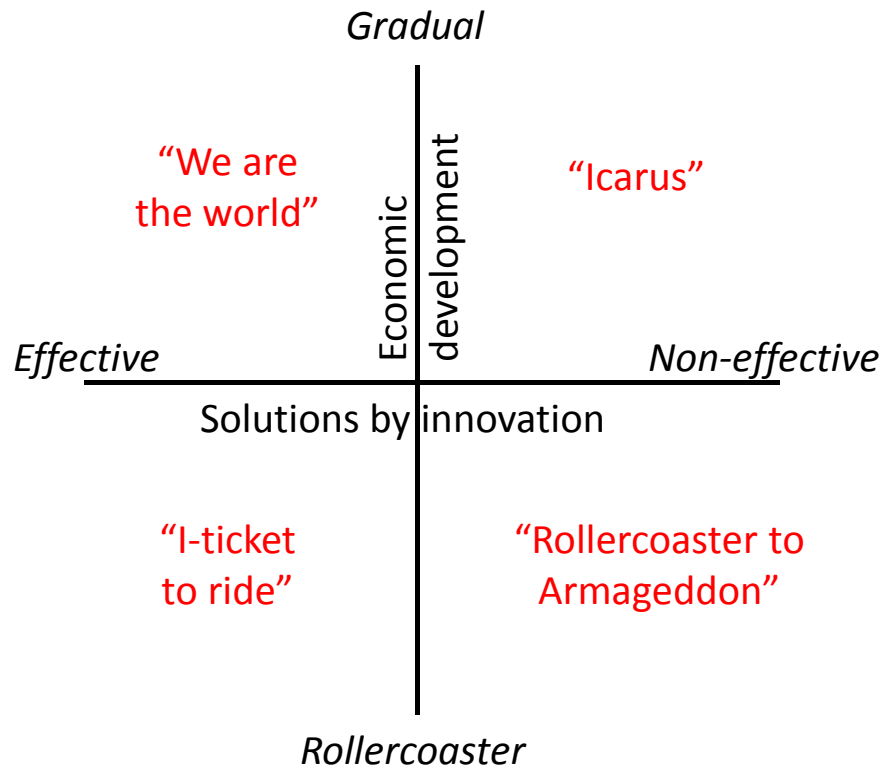 Gradual
“We are
the world”
“Icarus”
Economic
development
Effective
Non-effective
Solutions by innovation
“I-ticket
to ride”
“Rollercoaster to
Armageddon”
Rollercoaster